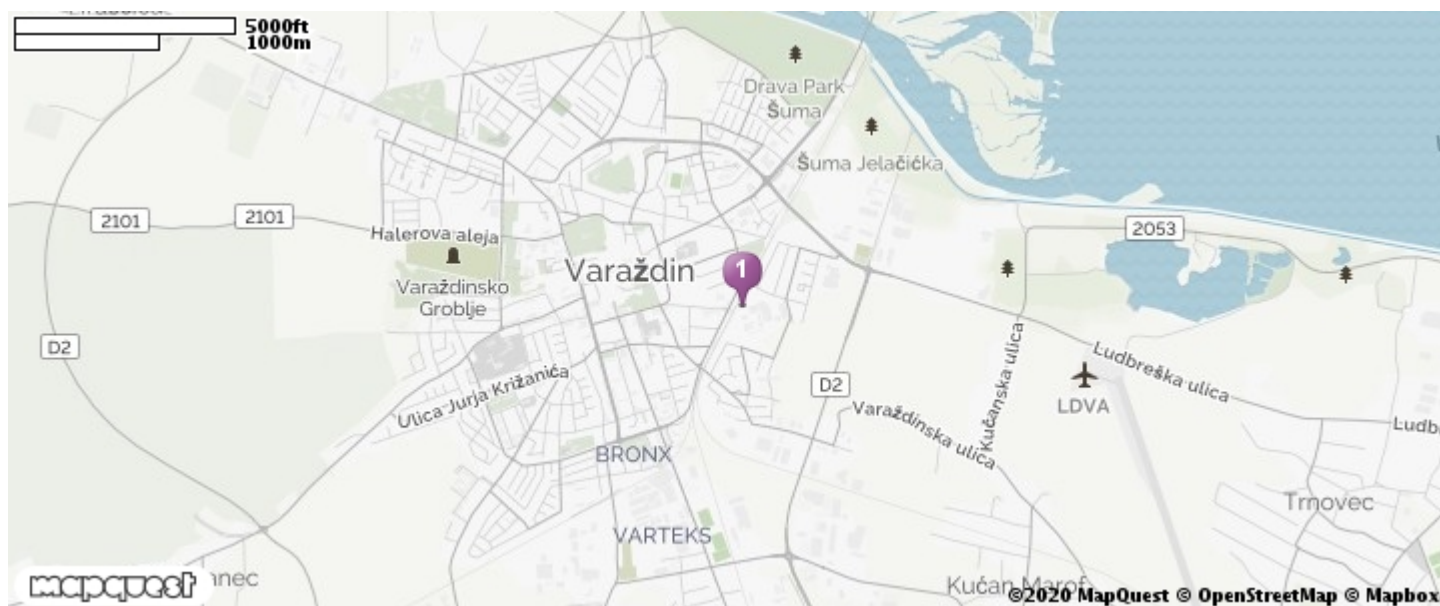 5000ft
1000m
Drava Park
Šuma
Šuma Jelačićka
2101
2101
2053
Halerova aleja
Varaždin
1
Varaždinsko
Groblje
D2
Ludbreška ulica
Kučanska ulica
LDVA
D2
Ulica Jurja Križanića
Varaždinska ulica
BRONX
Trnovec
VARTEKS
mapquest
Kučan Marof
©2020 MapQuest © OpenStreetMap © Mapbox